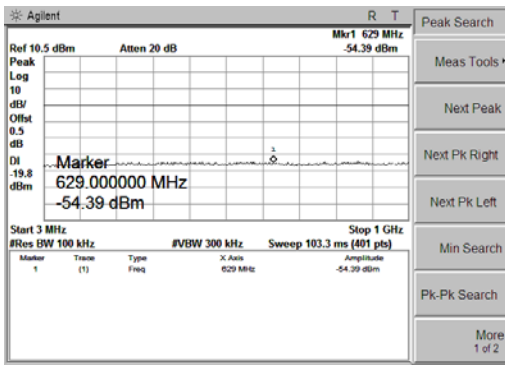 Agilent R T
Mkr1 629 MHz
Ref 10.5 dBm Atten 20 dB -54.39 dBm
Peak
Log
10
dB/
Offst
0.5
dB
DI
-19.8
dBm
1
Marker
629.000000 MHz
-54.39 dBm
Start 3 MHz Stop 1 GHz
#Res BW 100 kHz #VBW 300 kHz Sweep 103.3 ms (401 pts)
Marker Trace Type X Axis Amplitude
1 (1) Freq 629 MHz -54.39 dBm
Peak Search
Meas Tools
Next Peak
Next Pk Right
Next Pk Left
Min Search
Pk-Pk Search
More
1 of 2